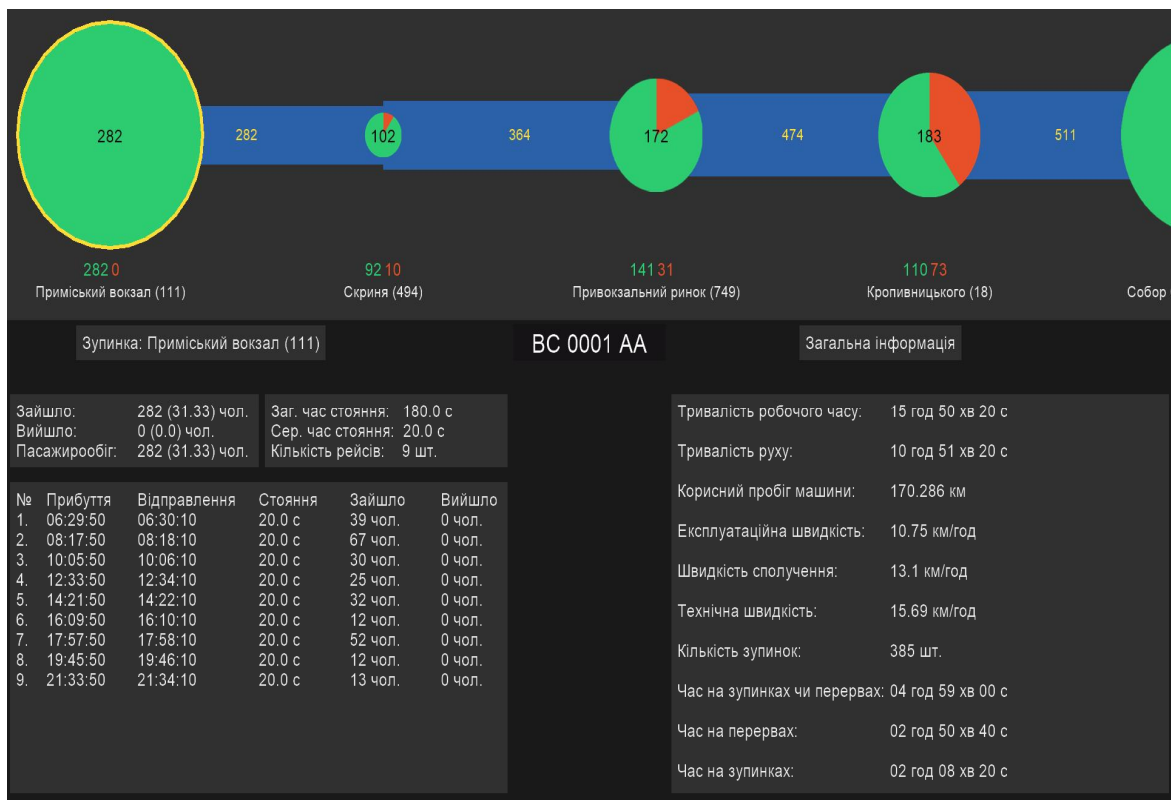 282 282 102 364 172 474 183 511
282 0 92 10 141 31 110 73
Приміський вокзал (111) Скриня (494) Привокзальний ринок (749) Кропивницького (18) Собор
Зупинка: Приміський вокзал (111) BC 0001 AA Загальна інформація
Зайшло: 282 (31.33) чол.
Вийшло: 0 (0.0) чол.
Пасажирообіг: 282 (31.33) чол.
Заг. час стояння: 180.0 с
Сер. час стояння: 20.0 с
Кількість рейсів: 9 шт.
№ Прибуття Відправлення Стояння Зайшло Вийшло
1. 06:29:50 06:30:10 20.0 с 39 чол. 0 чол.
2. 08:17:50 08:18:10 20.0 с 67 чол. 0 чол.
3. 10:05:50 10:06:10 20.0 с 30 чол. 0 чол.
4. 12:33:50 12:34:10 20.0 с 25 чол. 0 чол.
5. 14:21:50 14:22:10 20.0 с 32 чол. 0 чол.
6. 16:09:50 16:10:10 20.0 с 12 чол. 0 чол.
7. 17:57:50 17:58:10 20.0 с 52 чол. 0 чол.
8. 19:45:50 19:46:10 20.0 с 12 чол. 0 чол.
9. 21:33:50 21:34:10 20.0 с 13 чол. 0 чол.
Тривалість робочого часу: 15 год 50 хв 20 с
Тривалість руху: 10 год 51 хв 20 с
Корисний пробіг машини: 170.286 км
Експлуатаційна швидкість: 10.75 км/год
Швидкість сполучення: 13.1 км/год
Технічна швидкість: 15.69 км/год
Кількість зупинок: 385 шт.
Час на зупинках чи перервах: 04 год 59 хв 00 с
Час на перервах: 02 год 50 хв 40 с
Час на зупинках: 02 год 08 хв 20 с